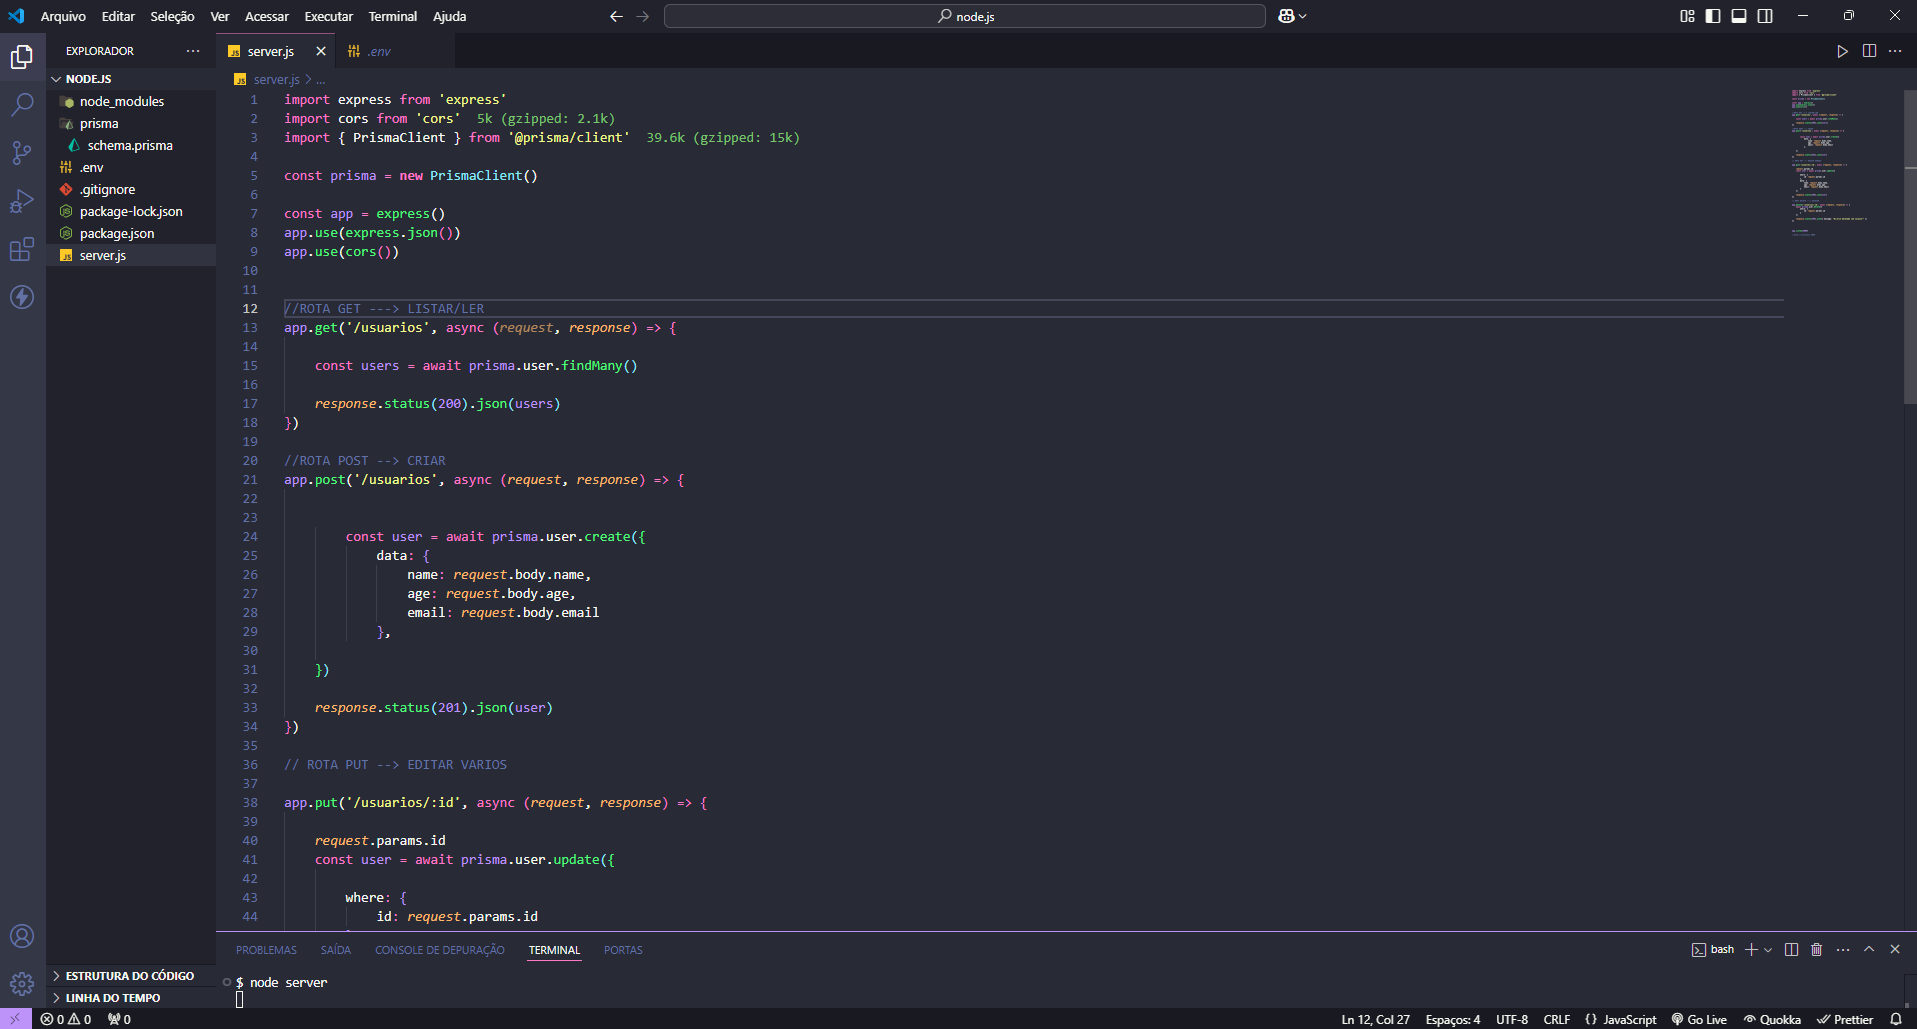 Arquivo Editar Seleção Ver Acessar Executar Terminal Ajuda
node.js
EXPLORADOR
NODE.JS
node_modules
prisma
schema.prisma
.env
.gitignore
package-lock.json
package.json
server.js
ESTRUTURA DO CÓDIGO
LINHA DO TEMPO
server.js .env
server.js > ...
1 import express from 'express'
2 import cors from 'cors' 5k (gzipped: 2.1k)
3 import { PrismaClient } from '@prisma/client' 39.6k (gzipped: 15k)
4
5 const prisma = new PrismaClient()
6
7 const app = express()
8 app.use(express.json())
9 app.use(cors())
10
11
12 //ROTA GET ---> LISTAR/LER
13 app.get('/usuarios', async (request, response) => {
14
15 const users = await prisma.user.findMany()
16
17 response.status(200).json(users)
18 })
19
20 //ROTA POST --> CRIAR
21 app.post('/usuarios', async (request, response) => {
22
23
24 const user = await prisma.user.create({
25 data: {
26 name: request.body.name,
27 age: request.body.age,
28 email: request.body.email
29 },
30
31 })
32
33 response.status(201).json(user)
34 })
35
36 // ROTA PUT --> EDITAR VARIOS
37
38 app.put('/usuarios/:id', async (request, response) => {
39
40 request.params.id
41 const user = await prisma.user.update({
42
43 where: {
44 id: request.params.id
PROBLEMAS SAÍDA CONSOLE DE DEPURAÇÃO TERMINAL PORTAS
bash
$ node server
0 0 0
Ln 12, Col 27 Espaços: 4 UTF-8 CRLF {} JavaScript Go Live Quokka Prettier